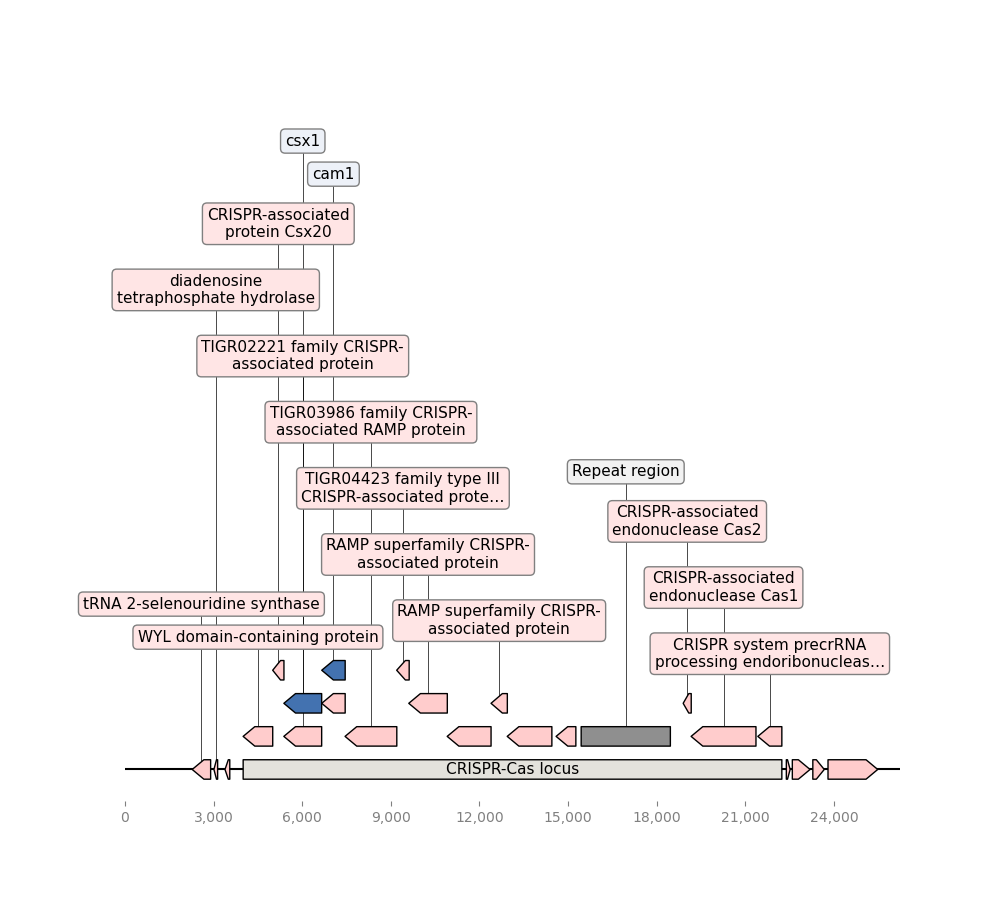 csx1
cam1
CRISPR-associated
protein Csx20
diadenosine
tetraphosphate hydrolase
TIGR02221 family CRISPR-
associated protein
TIGR03986 family CRISPR-
associated RAMP protein
Repeat region
TIGR04423 family type III
CRISPR-associated prote…
CRISPR-associated
endonuclease Cas2
RAMP superfamily CRISPR-
associated protein
CRISPR-associated
endonuclease Cas1
tRNA 2-selenouridine synthase
RAMP superfamily CRISPR-
associated protein
WYL domain-containing protein
CRISPR system precrRNA
processing endoribonucleas…
CRISPR-Cas locus
0 3,000 6,000 9,000 12,000 15,000 18,000 21,000 24,000